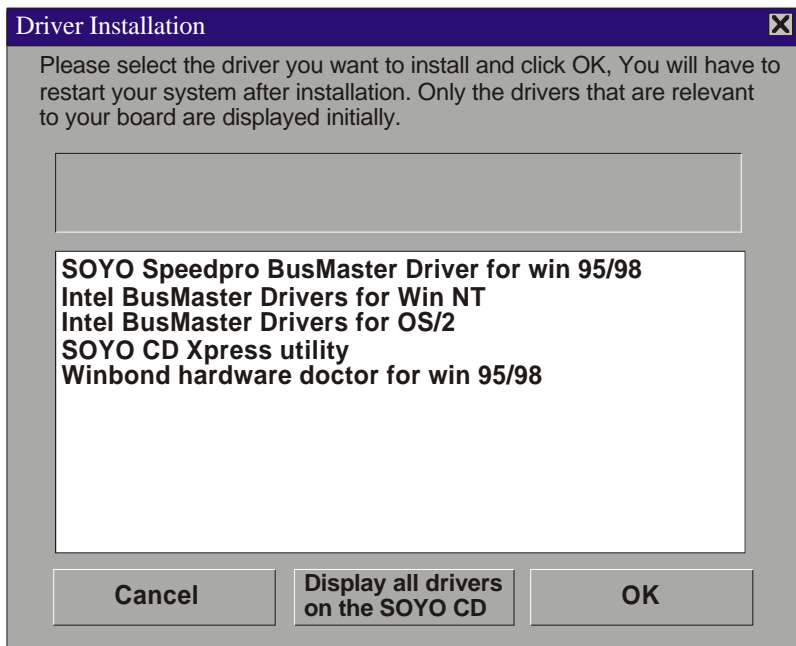 Driver Installation
Please select the driver you want to install and click OK, You will have to
restart your system after installation. Only the drivers that are relevant
to your board are displayed initially.
SOYO Speedpro BusMaster Driver for win 95/98
Intel BusMaster Drivers for Win NT
Intel BusMaster Drivers for OS/2
SOYO CD Xpress utility
Winbond hardware doctor for win 95/98
Cancel
Display all drivers
on the SOYO CD
OK